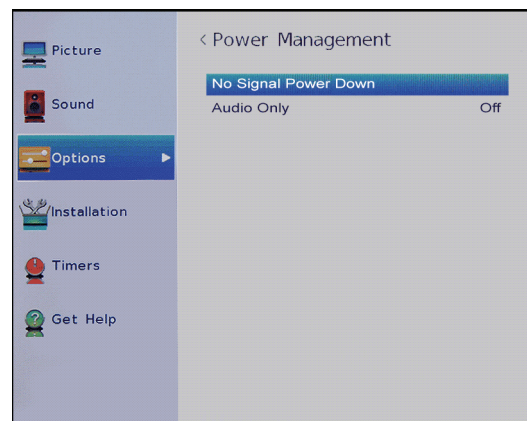 Picture
Sound
Options
Installation
Timers
Get Help
< Power Management
No Signal Power Down
Audio Only Off